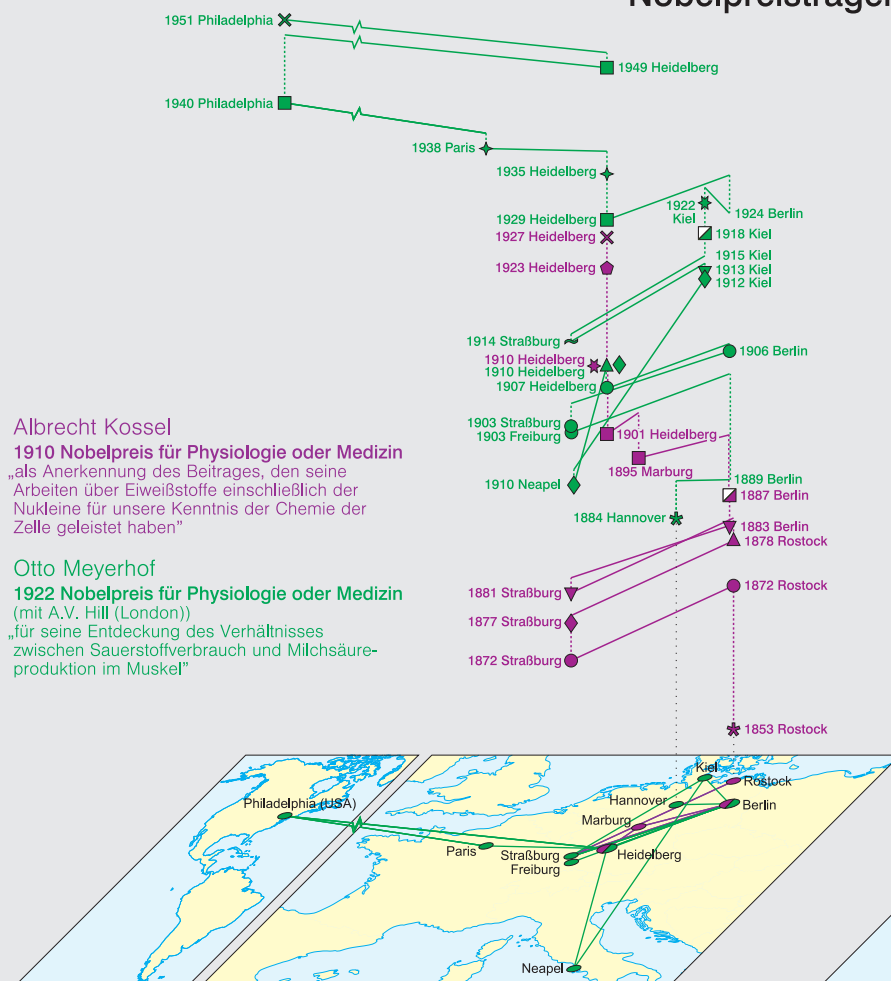 Nobelpreisträger
1951 Philadelphia
1949 Heidelberg
1940 Philadelphia
1938 Paris
1935 Heidelberg
1922
Kiel
1924 Berlin
1929 Heidelberg
1927 Heidelberg
1918 Kiel
1915 Kiel
1923 Heidelberg
1913 Kiel
1912 Kiel
1914 Straßburg
1906 Berlin
1910 Heidelberg
1910 Heidelberg
1907 Heidelberg
1903 Straßburg
1903 Freiburg
1901 Heidelberg
1895 Marburg
1910 Neapel
1889 Berlin
1887 Berlin
1884 Hannover
1883 Berlin
1878 Rostock
1881 Straßburg
1872 Rostock
1877 Straßburg
1872 Straßburg
1853 Rostock
Albrecht Kossel
1910 Nobelpreis für Physiologie oder Medizin
„als Anerkennung des Beitrages, den seine
Arbeiten über Eiweißstoffe einschließlich der
Nukleine für unsere Kenntnis der Chemie der
Zelle geleistet haben”
Otto Meyerhof
1922 Nobelpreis für Physiologie oder Medizin
(mit A.V. Hill (London))
„für seine Entdeckung des Verhältnisses
zwischen Sauerstoffverbrauch und Milchsäure-
produktion im Muskel”
Kiel
Rostock
Philadelphia (USA)
Hannover
Berlin
Marburg
Paris
Straßburg
Heidelberg
Freiburg
Neapel